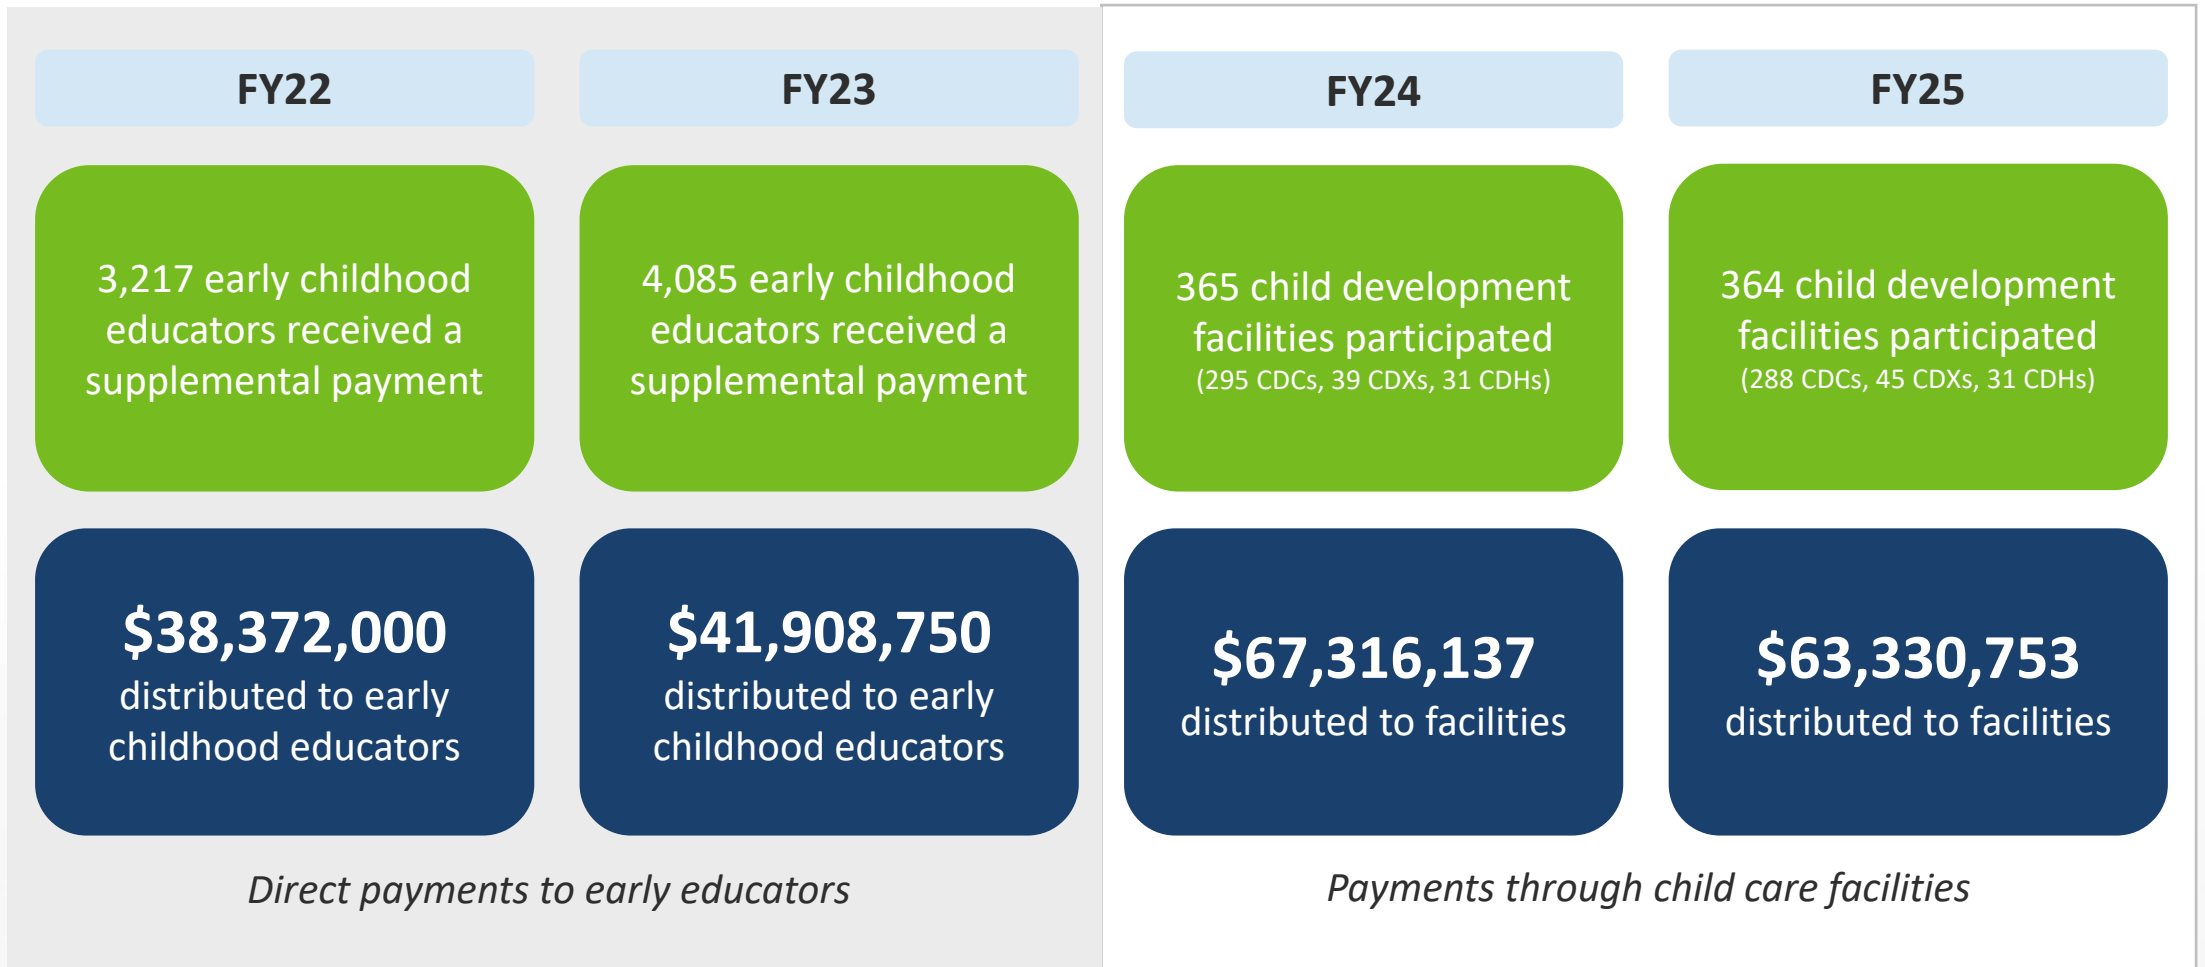 FY22
3,217 early childhood
educators received a
supplemental payment
$38,372,000
distributed to early
childhood educators
FY23
4,085 early childhood
educators received a
supplemental payment
$41,908,750
distributed to early
childhood educators
Direct payments to early educators
FY24
365 child development
facilities participated
(295 CDCs, 39 CDXs, 31 CDHs)
$67,316,137
distributed to facilities
FY25
364 child development
facilities participated
(288 CDCs, 45 CDXs, 31 CDHs)
$63,330,753
distributed to facilities
Payments through child care facilities